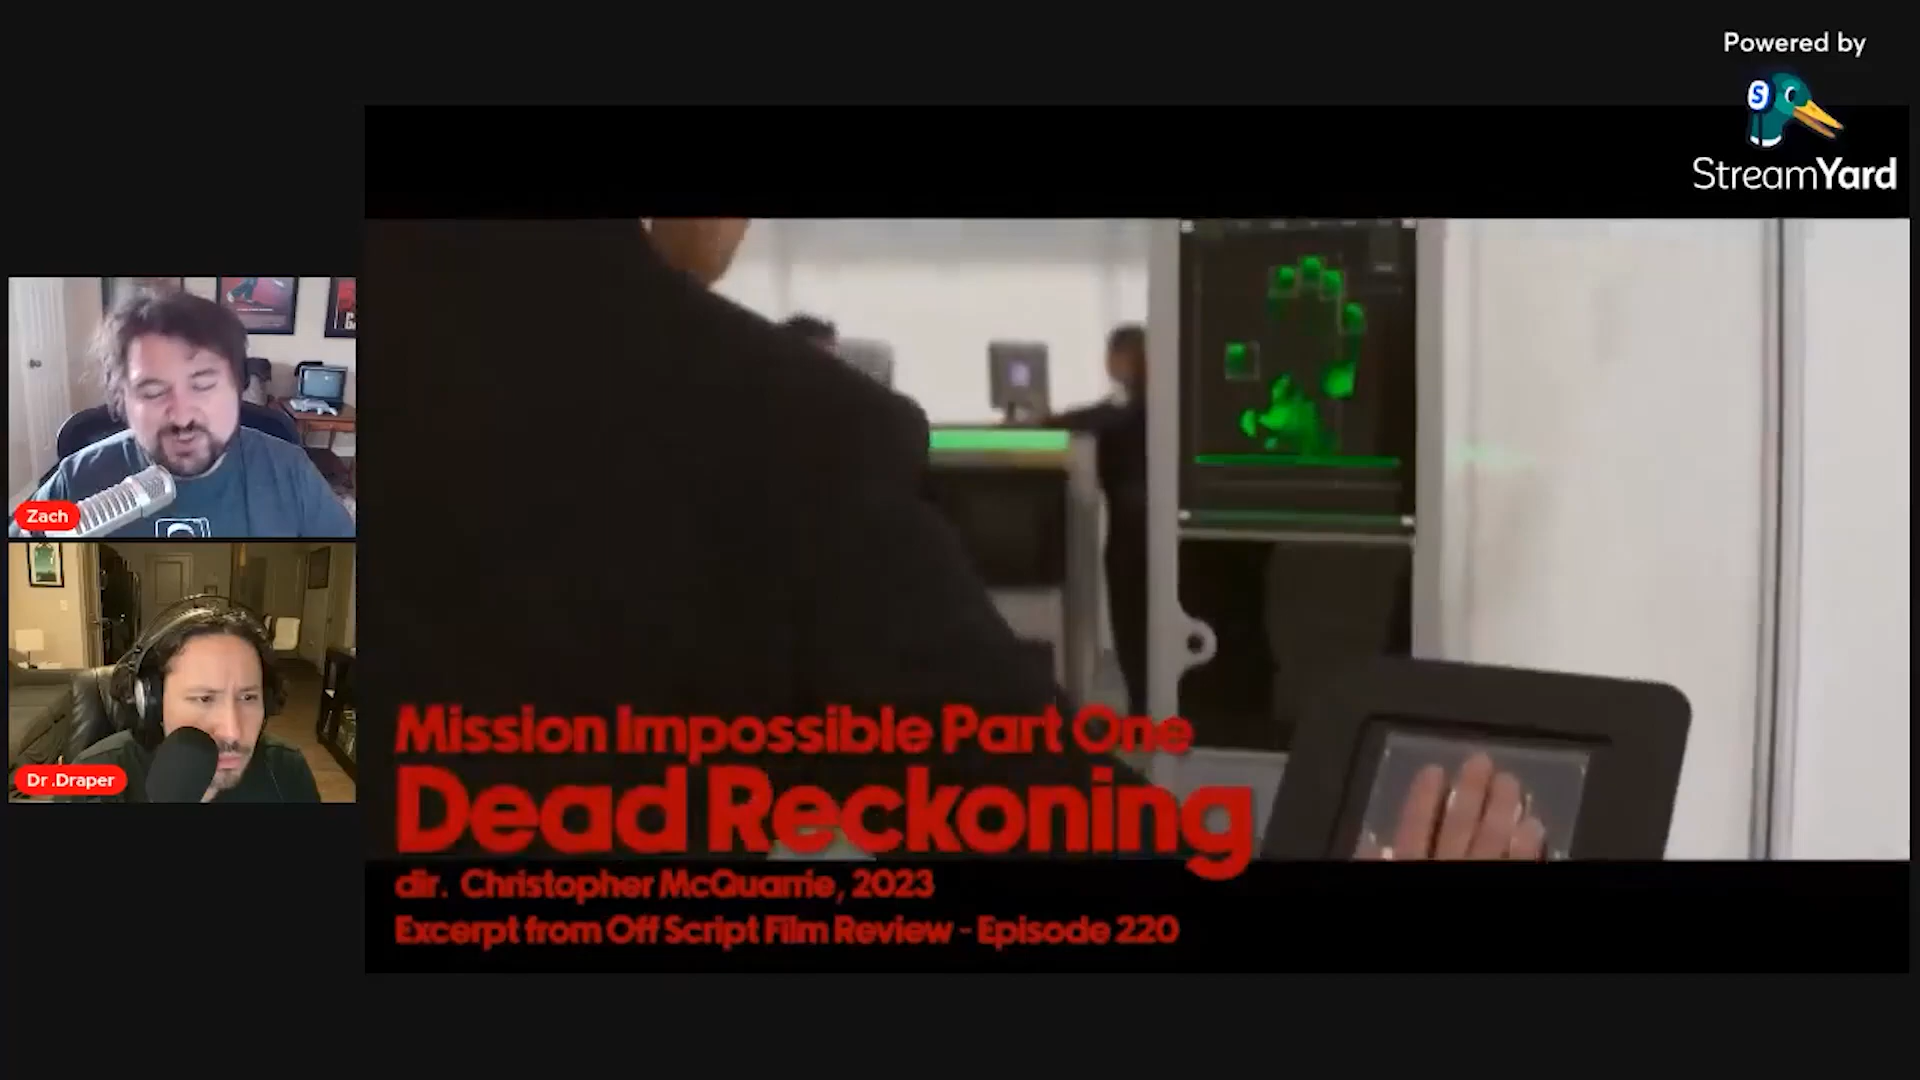 Powered by
S
StreamYard
Zach
Dr .Draper
Mission Impossible Part One
Dead Reckoning
dir. Christopher McQuarrie, 2023
Excerpt from Off Script Film Review - Episode 220